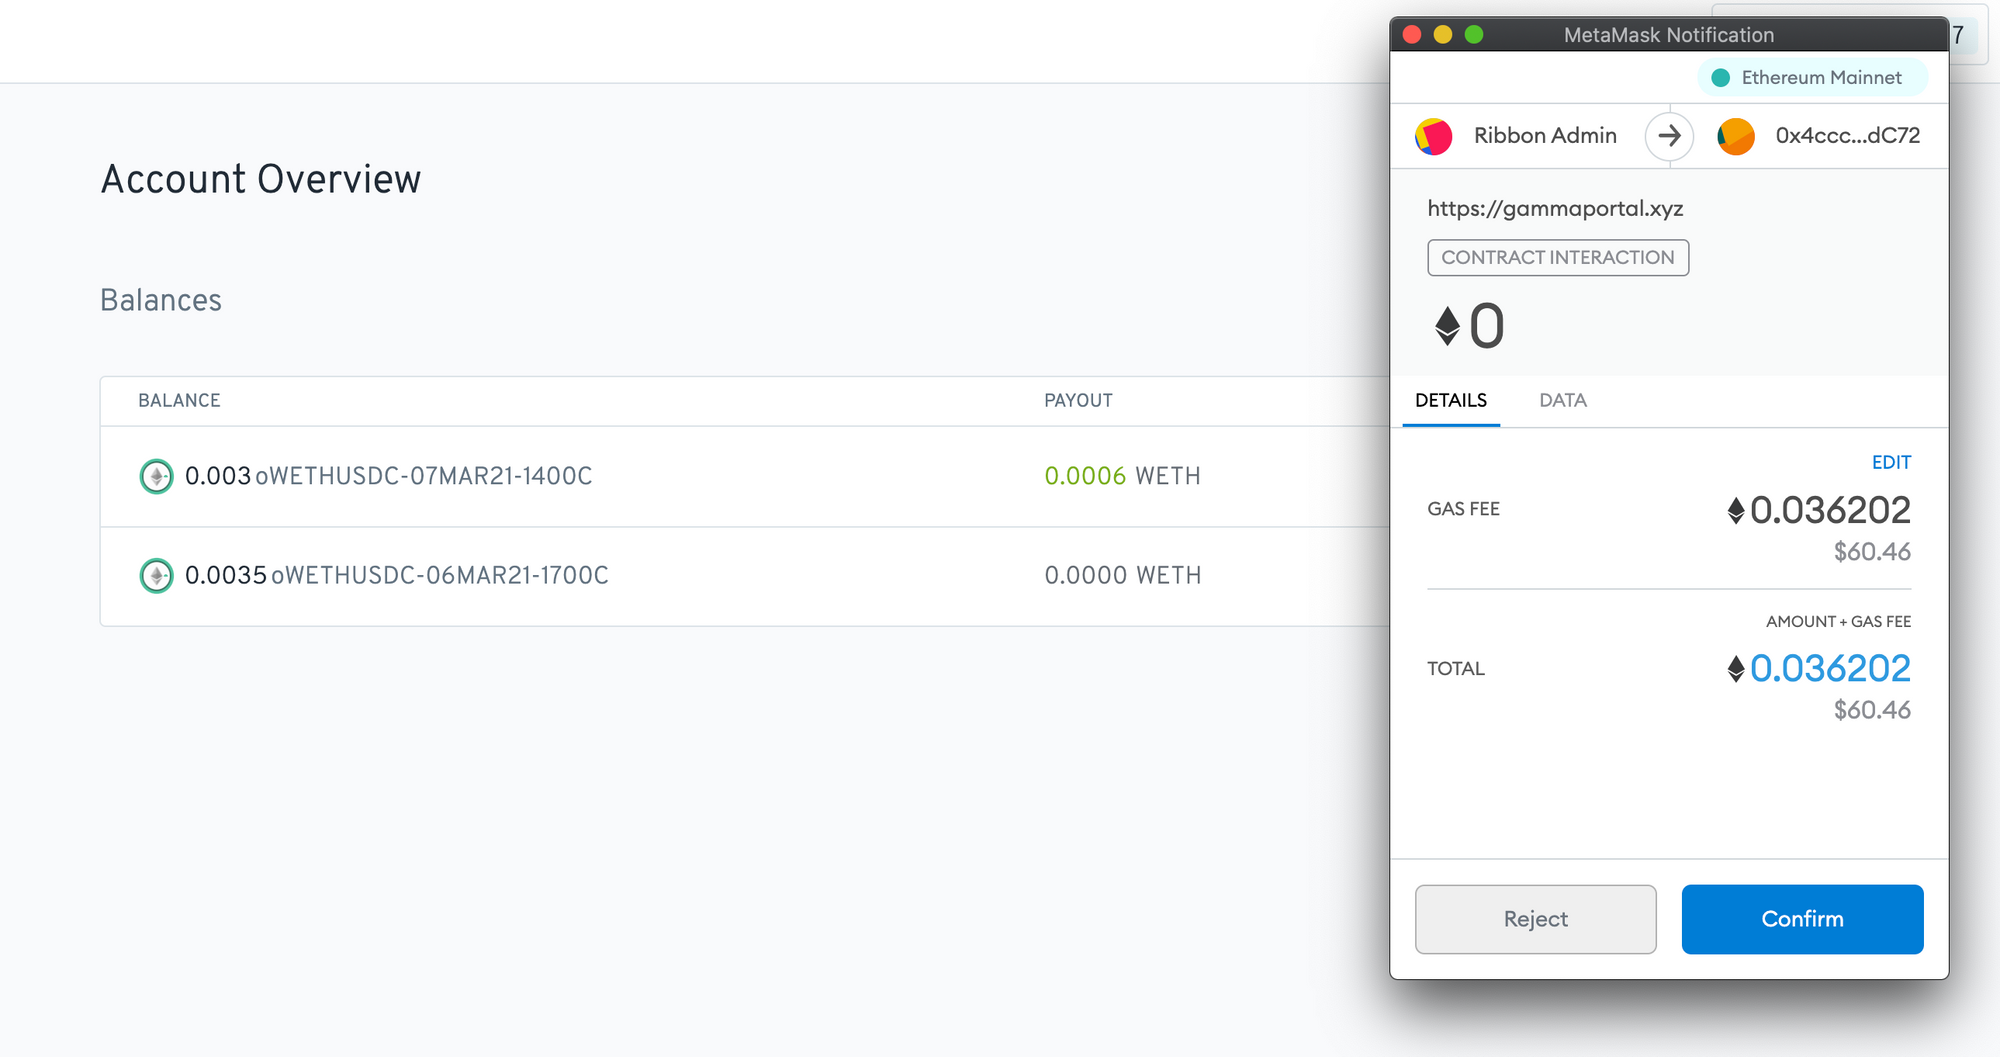 Account Overview
Balances
BALANCE PAYOUT
0.003 oWETHUSDC-07MAR21-1400C 0.0006 WETH
0.0035 oWETHUSDC-06MAR21-1700C 0.0000 WETH
7
MetaMask Notification
Ethereum Mainnet
Ribbon Admin 0x4ccc...dC72
https://gammaportal.xyz
CONTRACT INTERACTION
0
DETAILS DATA
EDIT
GAS FEE 0.036202
$60.46
AMOUNT + GAS FEE
TOTAL 0.036202
$60.46
Reject Confirm